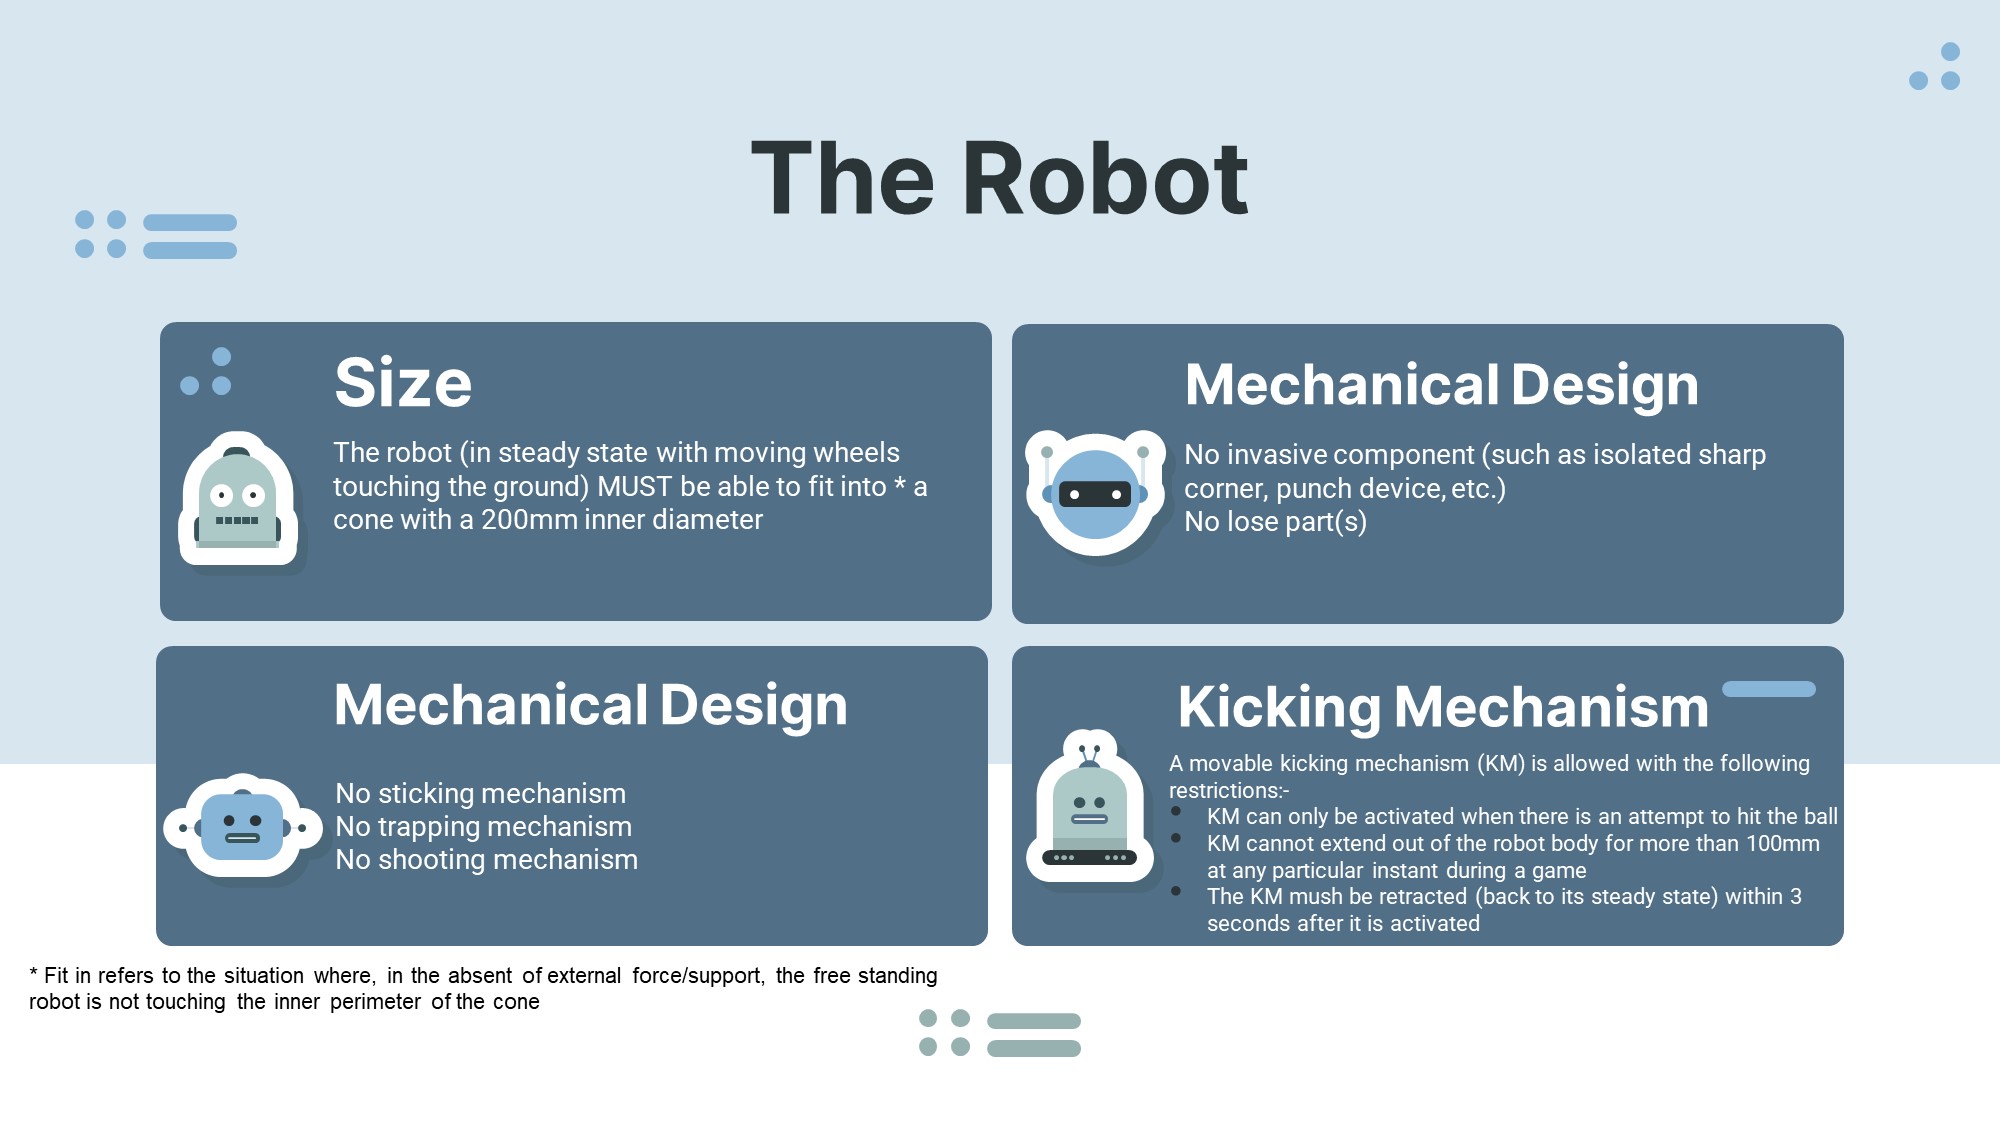 The Robot
Size
The robot (in steady state with moving wheels
touching the ground) MUST be able to fit into * a
cone with a 200mm inner diameter
Mechanical Design
No invasive component (such as isolated sharp
corner, punch device, etc.)
No lose part(s)
Mechanical Design
No sticking mechanism
No trapping mechanism
No shooting mechanism
Kicking Mechanism
A movable kicking mechanism (KM) is allowed with the following
restrictions:-
● KM can only be activated when there is an attempt to hit the ball
● KM cannot extend out of the robot body for more than 100mm
at any particular instant during a game
● The KM mush be retracted (back to its steady state) within 3
seconds after it is activated
* Fit in refers to the situation where, in the absent of external force/support, the free standing
robot is not touching the inner perimeter of the cone